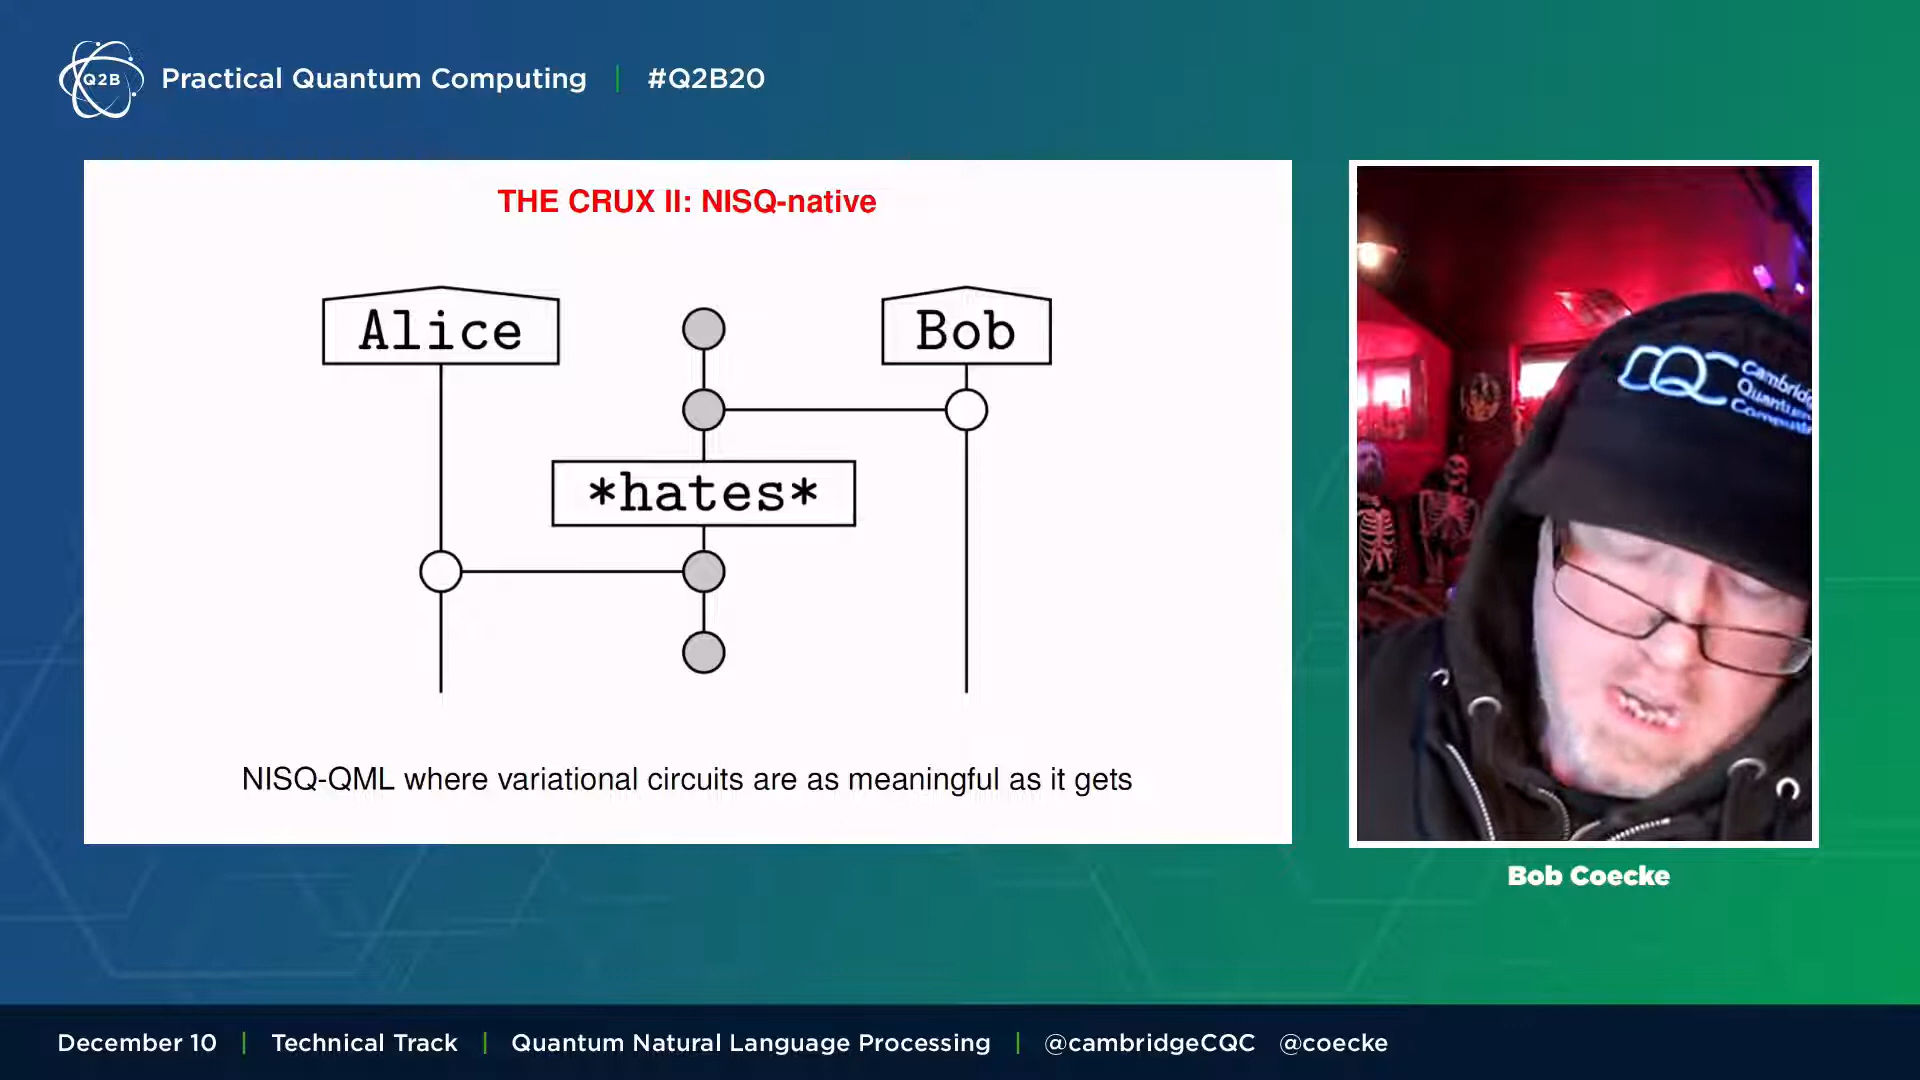 Q2B
Practical Quantum Computing | #Q2B20
THE CRUX II: NISQ-native
Alice
Bob
*hates*
NISQ-QML where variational circuits are as meaningful as it gets
CQC
Quantum
Bob Coecke
December 10 | Technical Track | Quantum Natural Language Processing | @cambridgeCQC @coecke